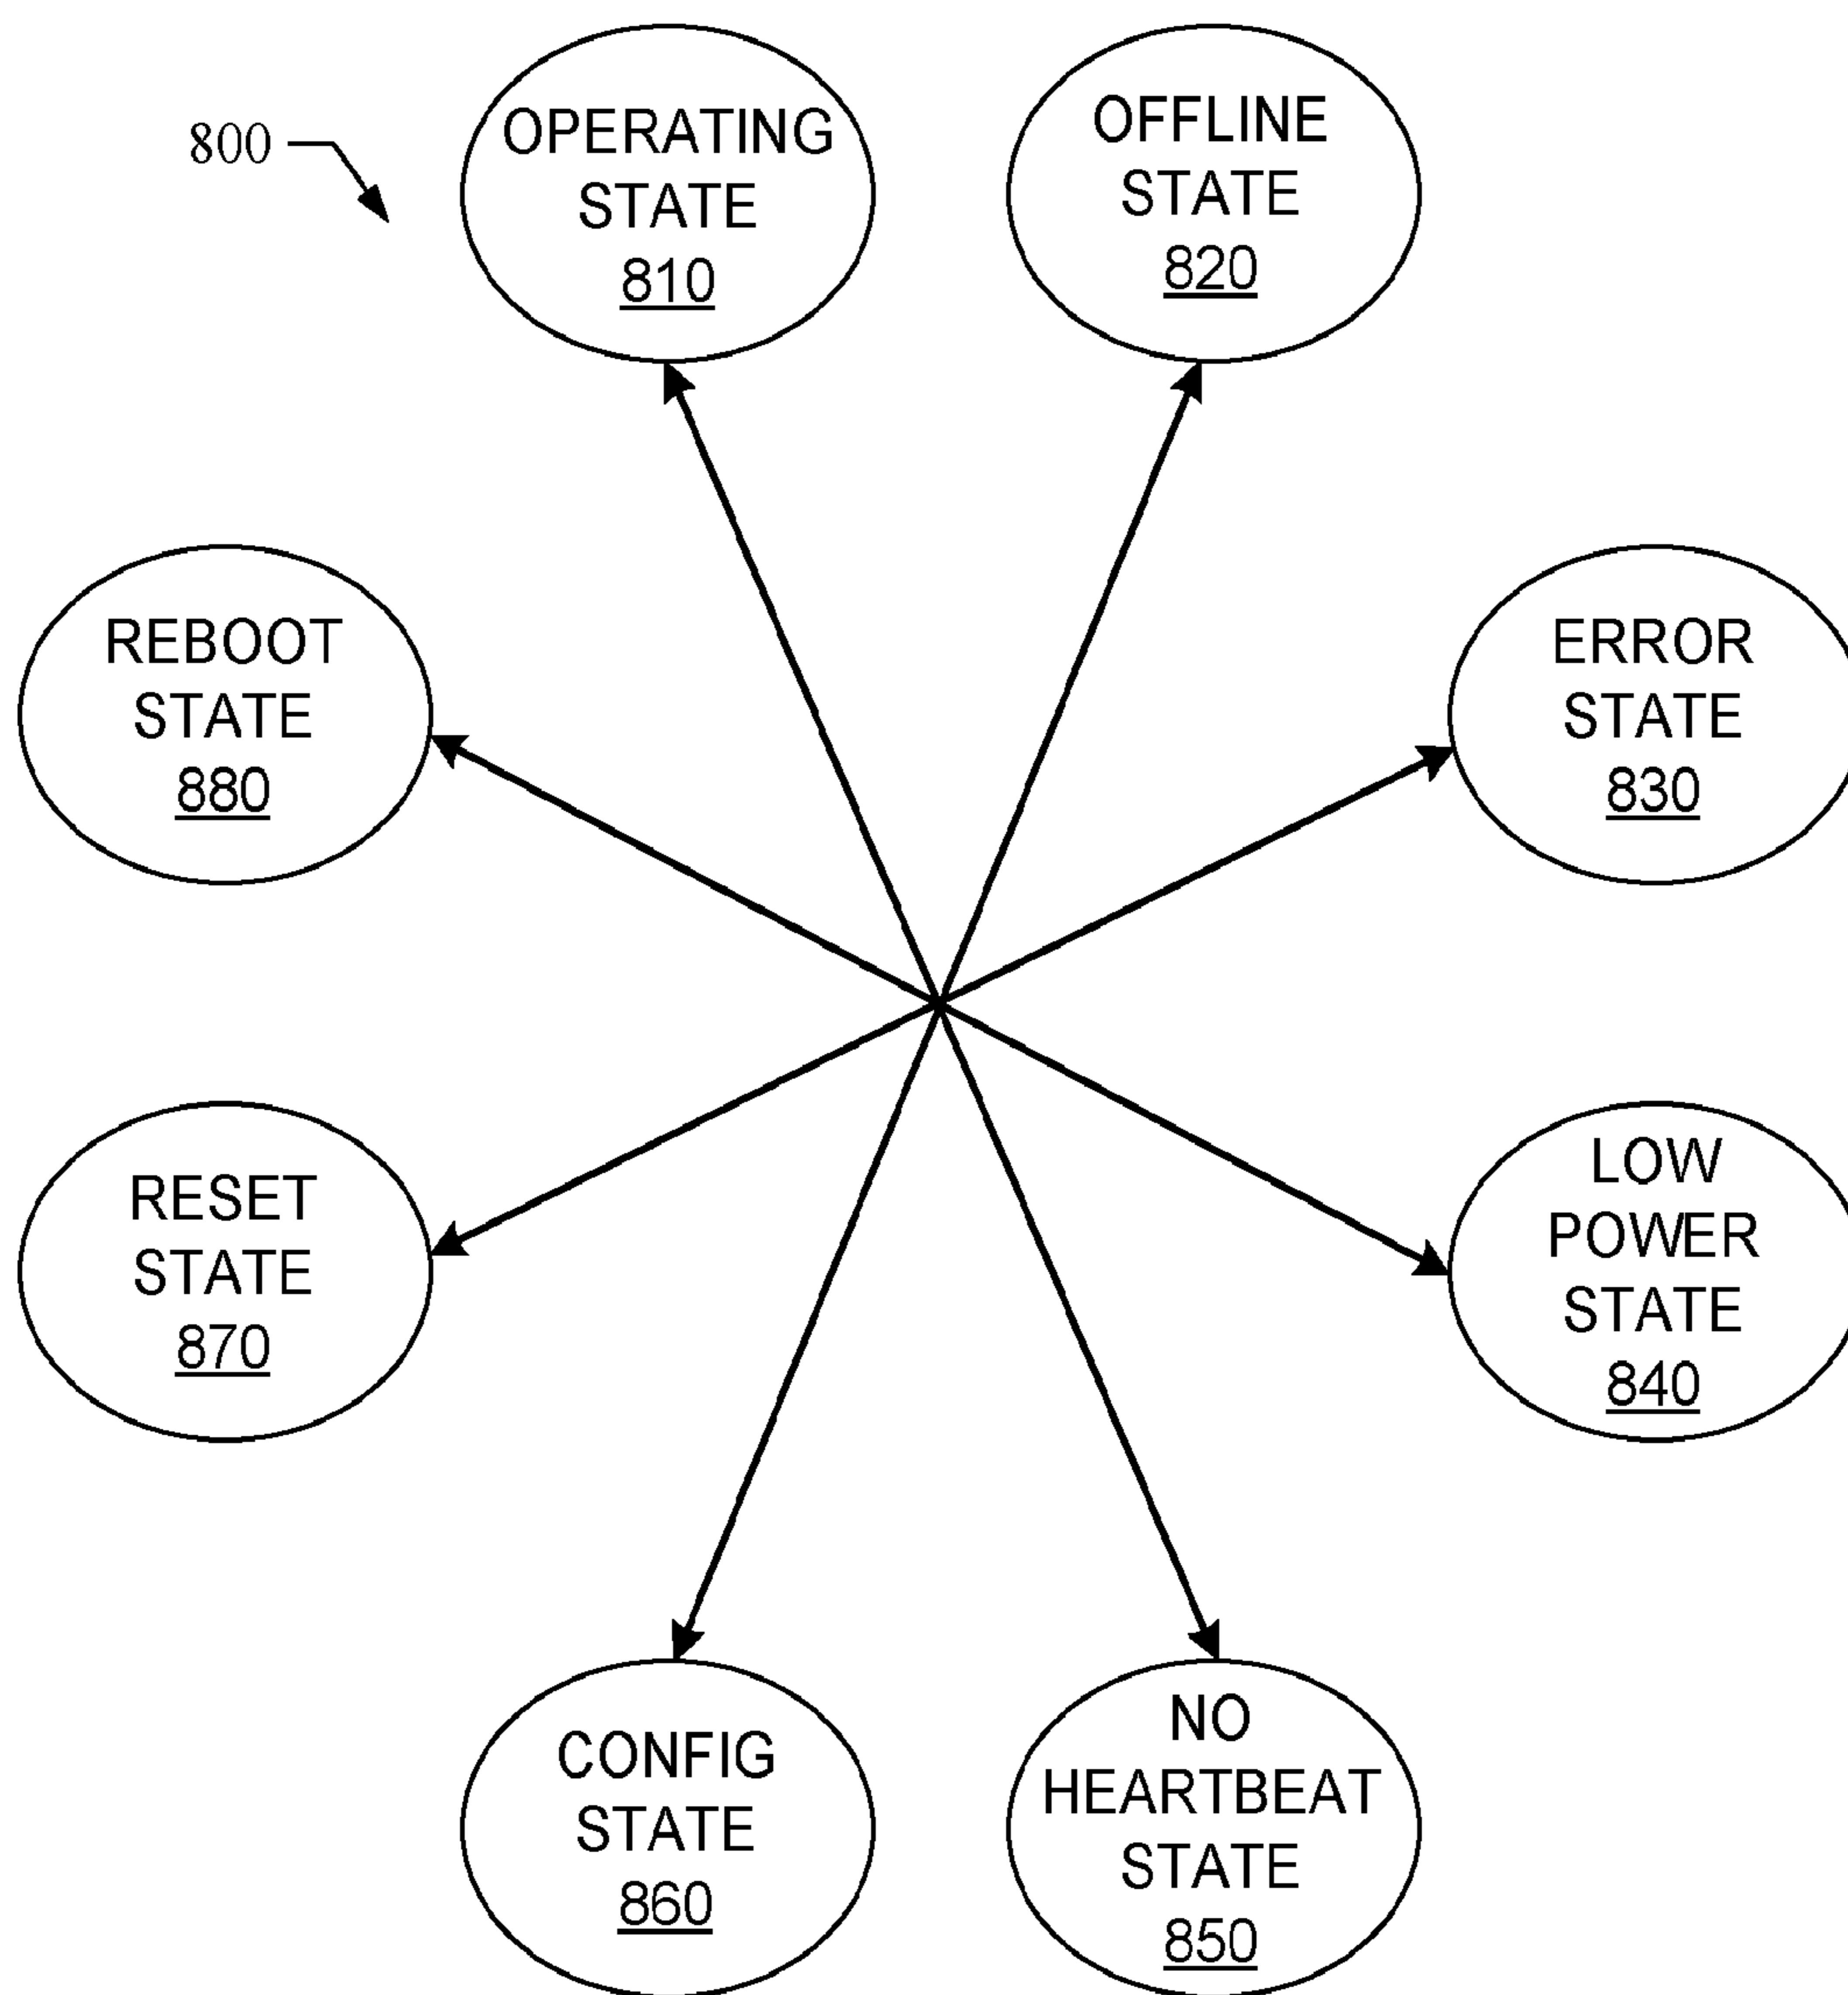 800
OPERATING
STATE
810
OFFLINE
STATE
820
REBOOT
STATE
880
ERROR
STATE
830
RESET
STATE
870
LOW
POWER
STATE
840
CONFIG
STATE
860
NO
HEARTBEAT
STATE
850